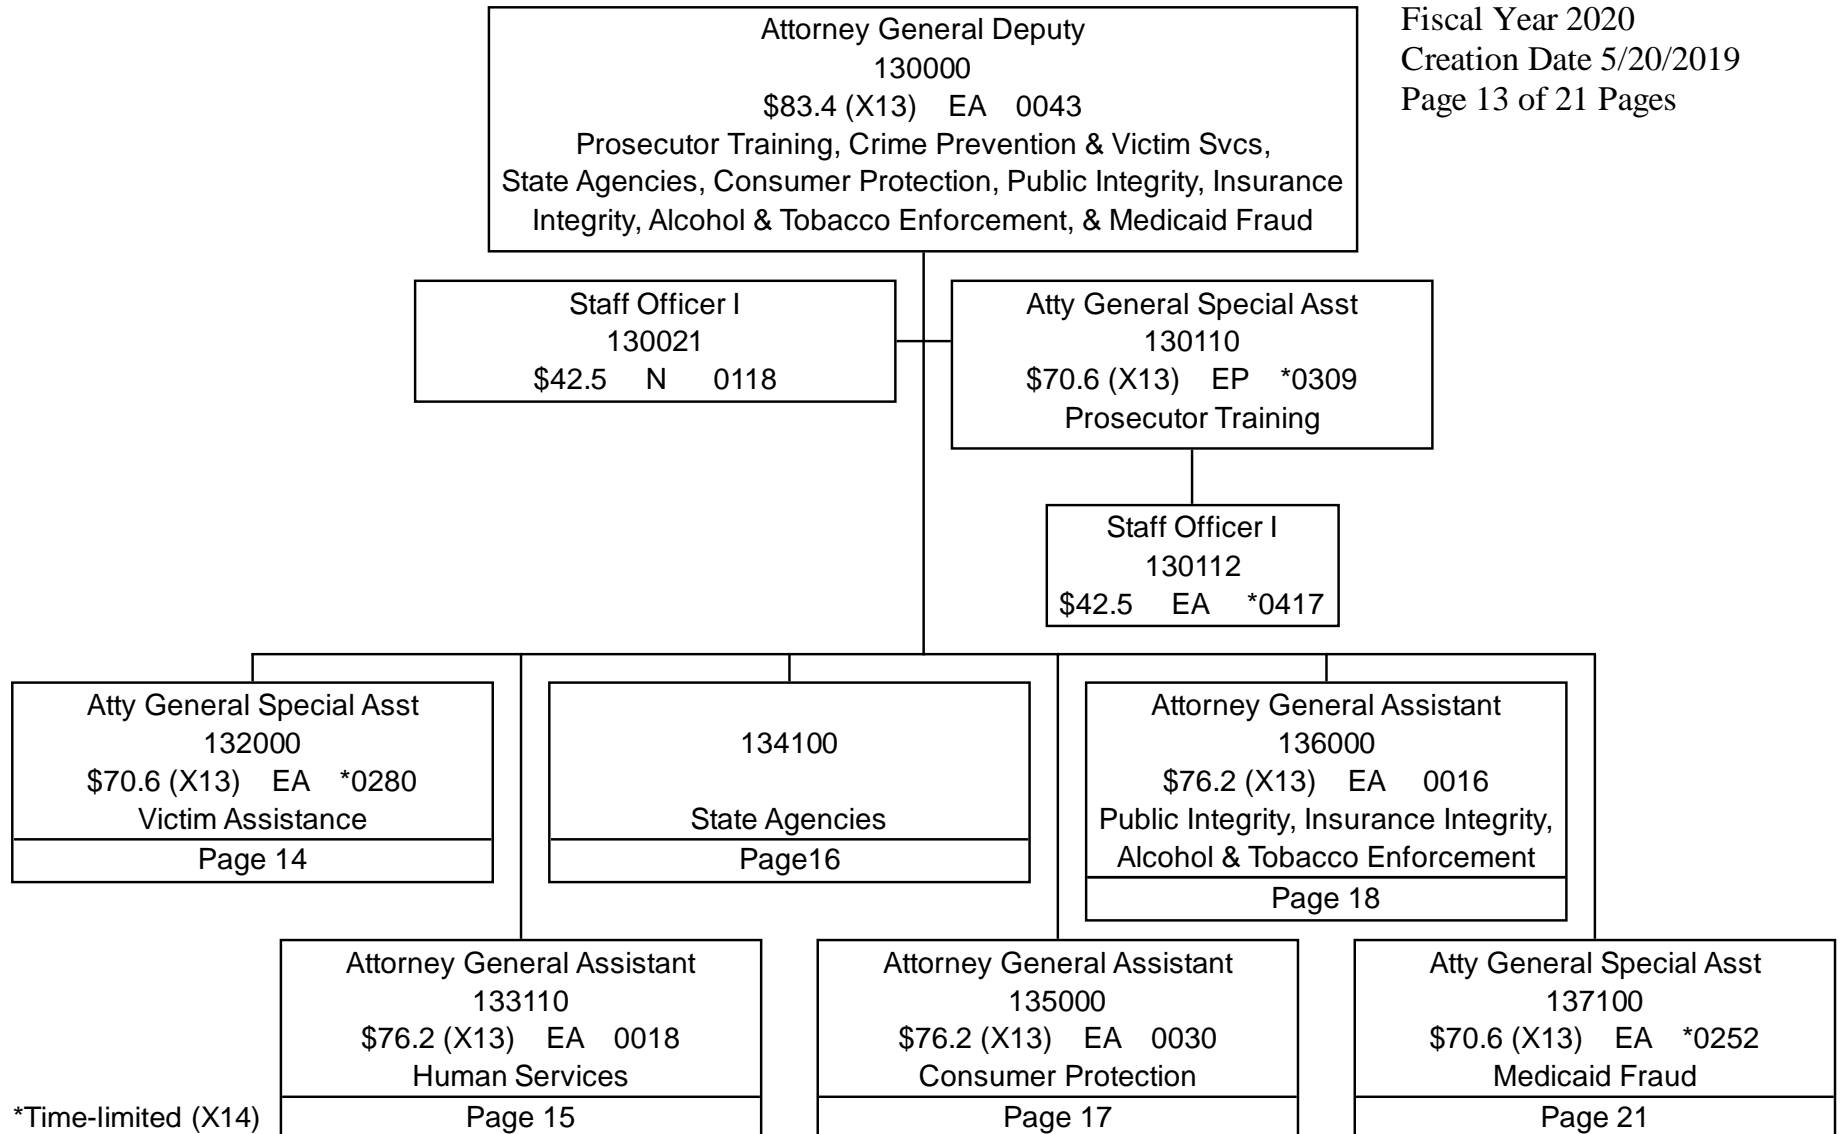 Attorney General Deputy
130000
$83.4 (X13) EA 0043
Prosecutor Training, Crime Prevention & Victim Svcs,
State Agencies, Consumer Protection, Public Integrity, Insurance
Integrity, Alcohol & Tobacco Enforcement, & Medicaid Fraud
Fiscal Year 2020
Creation Date 5/20/2019
Page 13 of 21 Pages
Staff Officer I
130021
$42.5 N 0118
Atty General Special Asst
130110
$70.6 (X13) EP *0309
Prosecutor Training
Staff Officer I
130112
$42.5 EA *0417
Atty General Special Asst
132000
$70.6 (X13) EA *0280
Victim Assistance
Page 14
134100
State Agencies
Page16
Attorney General Assistant
136000
$76.2 (X13) EA 0016
Public Integrity, Insurance Integrity,
Alcohol & Tobacco Enforcement
Page 18
Attorney General Assistant
133110
$76.2 (X13) EA 0018
Human Services
Page 15
Attorney General Assistant
135000
$76.2 (X13) EA 0030
Consumer Protection
Page 17
Atty General Special Asst
137100
$70.6 (X13) EA *0252
Medicaid Fraud
Page 21
*Time-limited (X14)